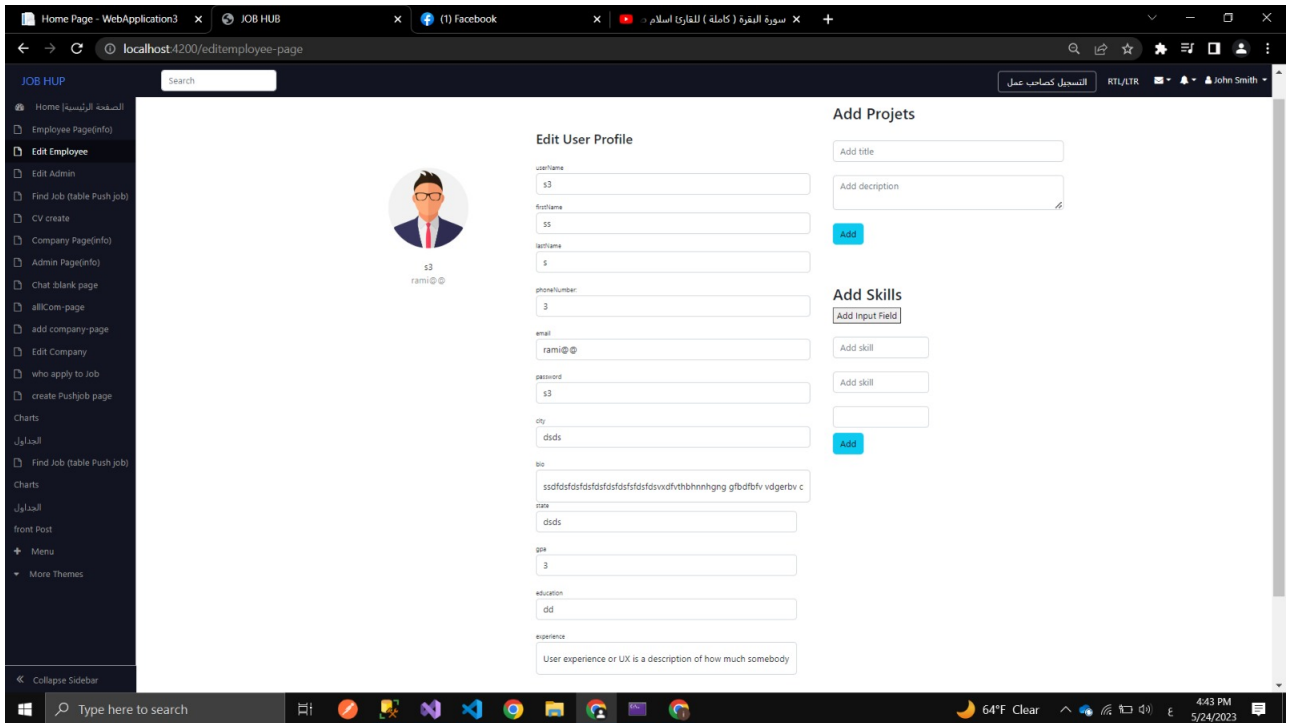 Home Page - WebApplication3
JOB HUB
(1) Facebook
سورة البقرة ( كاملة ) للقارئ اسلام
localhost:4200/editemployee-page
JOB HUP
Search
التسجيل كصاحب عمل
RTL/LTR
John Smith
الصفحة الرئيسية| Home
Employee Page(info)
Edit Employee
Edit Admin
Find Job (table Push job)
CV create
Company Page(info)
Admin Page(info)
Chat :blank page
alllCom-page
add company-page
Edit Company
who apply to Job
create Pushjob page
Charts
الجداول
Find Job (table Push job)
Charts
الجداول
front Post
Menu
More Themes
Collapse Sidebar
s3
rami@@
Edit User Profile
userName
s3
firstName
ss
lastName
s
phoneNumber:
3
email
rami@@
password
s3
city
dsds
bio
ssdfdsfdsfdsfdsfdsfdsfdsfsfdsfdsvxdfvthbhnnhgng gfbdfbfv vdgerbv c
state
dsds
gpa
3
education
dd
experience
User experience or UX is a description of how much somebody
Add Projets
Add title
Add decription
Add
Add Skills
Add Input Field
Add skill
Add skill
Add
Type here to search
64°F Clear
ع
4:43 PM
5/24/2023